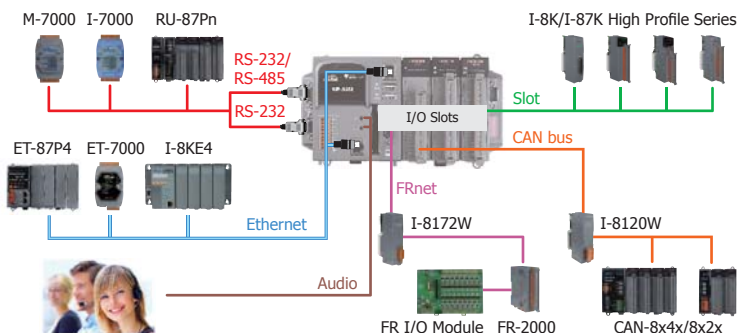 M-7000 I-7000 RU-87Pn
I-8K/I-87K High Profile Series
RS-232/
RS-485
RS-232
I/O Slots
Slot
CAN bus
ET-87P4 ET-7000 I-8KE4
FRnet
I-8172W
I-8120W
Ethernet
Audio
FR I/O Module FR-2000
CAN-8x4x/8x2x